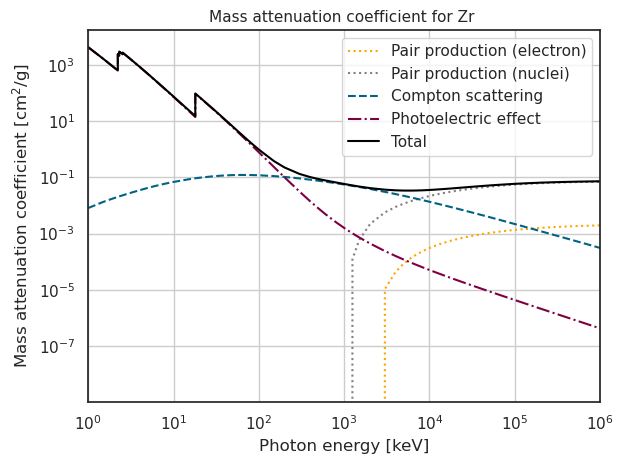 Mass attenuation coefficient for Zr
Mass attenuation coefficient [cm²/g]
10³
10¹
10⁻¹
10⁻³
10⁻⁵
10⁻⁷
Pair production (electron)
Pair production (nuclei)
Compton scattering
Photoelectric effect
Total
10⁰ 10¹ 10² 10³ 10⁴ 10⁵ 10⁶
Photon energy [keV]